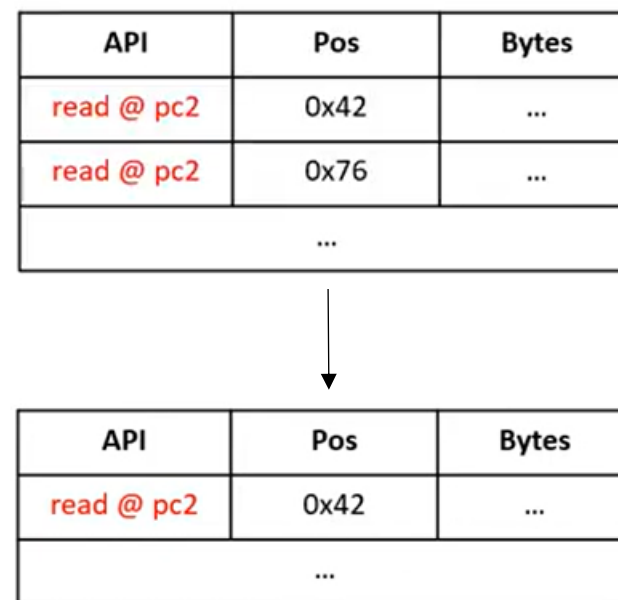 API Pos Bytes
read @ pc2 0x42 ...
read @ pc2 0x76 ...
...
API Pos Bytes
read @ pc2 0x42 ...
...